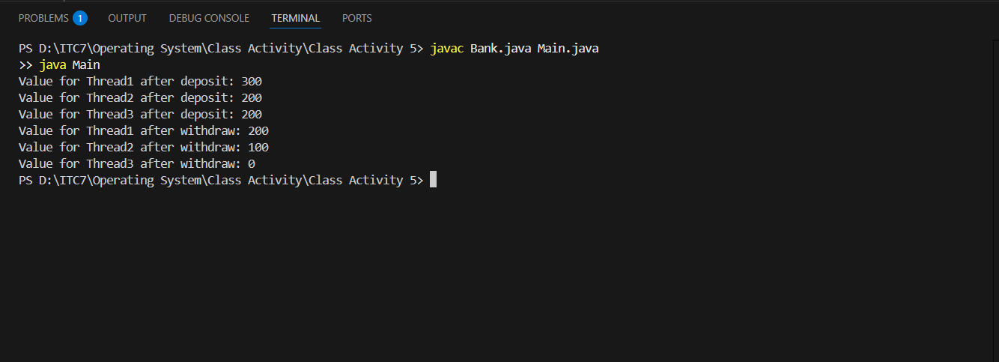 PROBLEMS 1 OUTPUT DEBUG CONSOLE TERMINAL PORTS
PS D:\ITC7\Operating System\Class Activity\Class Activity 5> javac Bank.java Main.java
>> java Main
Value for Thread1 after deposit: 300
Value for Thread2 after deposit: 200
Value for Thread3 after deposit: 200
Value for Thread1 after withdraw: 200
Value for Thread2 after withdraw: 100
Value for Thread3 after withdraw: 0
PS D:\ITC7\Operating System\Class Activity\Class Activity 5>